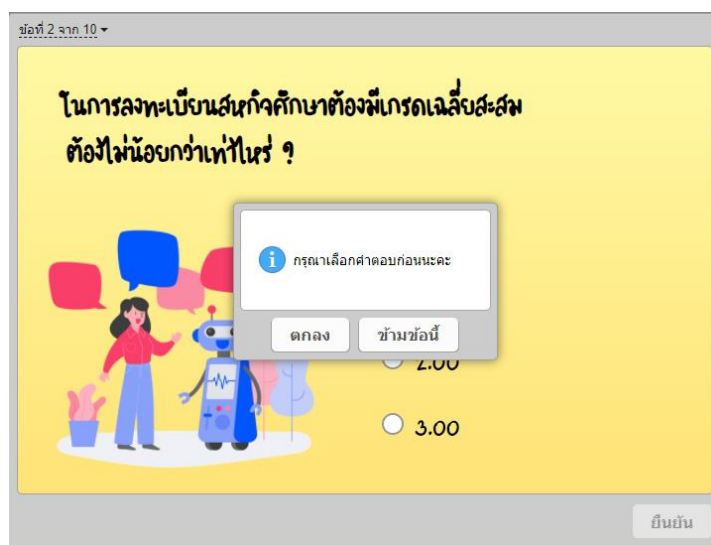 ข้อที่ 2 จาก 10
ในการลงทะเบียนสหกิจศึกษาต้องมีเกรดเฉลี่ยสะสม
ต้องไม่น้อยกว่าเท่าไหร่ ?
กรุณาเลือกคำตอบก่อนนะคะ
ตกลง
ข้ามข้อนี้
2.00
3.00
ยืนยัน